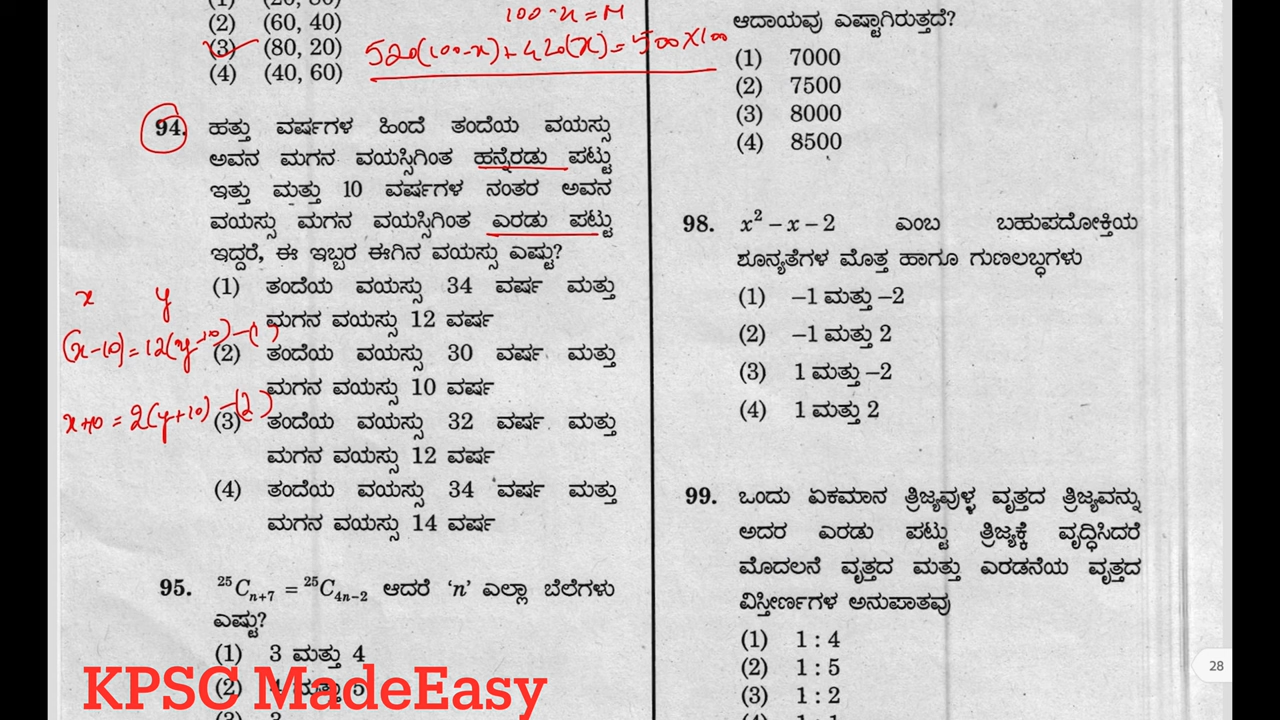 (2) (60, 40)
(3) (80, 20)
(4) (40, 60)
100-x = M
520(100-x)+420(x)=500×100
94. ಹತ್ತು ವರ್ಷಗಳ ಹಿಂದೆ ತಂದೆಯ ವಯಸ್ಸು
ಅವನ ಮಗನ ವಯಸ್ಸಿಗಿಂತ ಹನ್ನೆರಡು ಪಟ್ಟು
ಇತ್ತು ಮತ್ತು 10 ವರ್ಷಗಳ ನಂತರ ಅವನ
ವಯಸ್ಸು ಮಗನ ವಯಸ್ಸಿಗಿಂತ ಎರಡು ಪಟ್ಟು
ಇದ್ದರೆ, ಈ ಇಬ್ಬರ ಈಗಿನ ವಯಸ್ಸು ಎಷ್ಟು?
(1) ತಂದೆಯ ವಯಸ್ಸು 34 ವರ್ಷ ಮತ್ತು
ಮಗನ ವಯಸ್ಸು 12 ವರ್ಷ
(2) ತಂದೆಯ ವಯಸ್ಸು 30 ವರ್ಷ ಮತ್ತು
ಮಗನ ವಯಸ್ಸು 10 ವರ್ಷ
(3) ತಂದೆಯ ವಯಸ್ಸು 32 ವರ್ಷ ಮತ್ತು
ಮಗನ ವಯಸ್ಸು 12 ವರ್ಷ
(4) ತಂದೆಯ ವಯಸ್ಸು 34 ವರ್ಷ ಮತ್ತು
ಮಗನ ವಯಸ್ಸು 14 ವರ್ಷ
x y
(x-10)=12(y-10)-(1)
x+10=2(y+10)-(2)
95. ²⁵Cₙ₊₇ = ²⁵C₄ₙ₋₂ ಆದರೆ ‘n’ ಎಲ್ಲಾ ಬೆಲೆಗಳು
ಎಷ್ಟು?
(1) 3 ಮತ್ತು 4
(2) 4 ಮತ್ತು 5
KPSC MadeEasy
ಆದಾಯವು ಎಷ್ಟಾಗಿರುತ್ತದೆ?
(1) 7000
(2) 7500
(3) 8000
(4) 8500
98. x² – x – 2 ಎಂಬ ಬಹುಪದೋಕ್ತಿಯ
ಶೂನ್ಯತೆಗಳ ಮೊತ್ತ ಹಾಗೂ ಗುಣಲಬ್ಧಗಳು
(1) –1 ಮತ್ತು –2
(2) –1 ಮತ್ತು 2
(3) 1 ಮತ್ತು –2
(4) 1 ಮತ್ತು 2
99. ಒಂದು ಏಕಮಾನ ತ್ರಿಜ್ಯವುಳ್ಳ ವೃತ್ತದ ತ್ರಿಜ್ಯವನ್ನು
ಅದರ ಎರಡು ಪಟ್ಟು ತ್ರಿಜ್ಯಕ್ಕೆ ವೃದ್ಧಿಸಿದರೆ
ಮೊದಲನೆ ವೃತ್ತದ ಮತ್ತು ಎರಡನೆಯ ವೃತ್ತದ
ವಿಸ್ತೀರ್ಣಗಳ ಅನುಪಾತವು
(1) 1 : 4
(2) 1 : 5
(3) 1 : 2
28